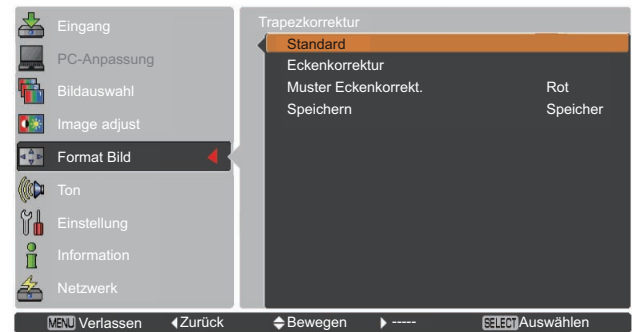 Eingang
PC-Anpassung
Bildauswahl
Image adjust
Format Bild
Ton
Einstellung
Information
Netzwerk
Trapezkorrektur
Standard
Eckenkorrektur
Muster Eckenkorrekt. Rot
Speichern Speicher
MENU Verlassen Zurück Bewegen ----- SELECT Auswählen